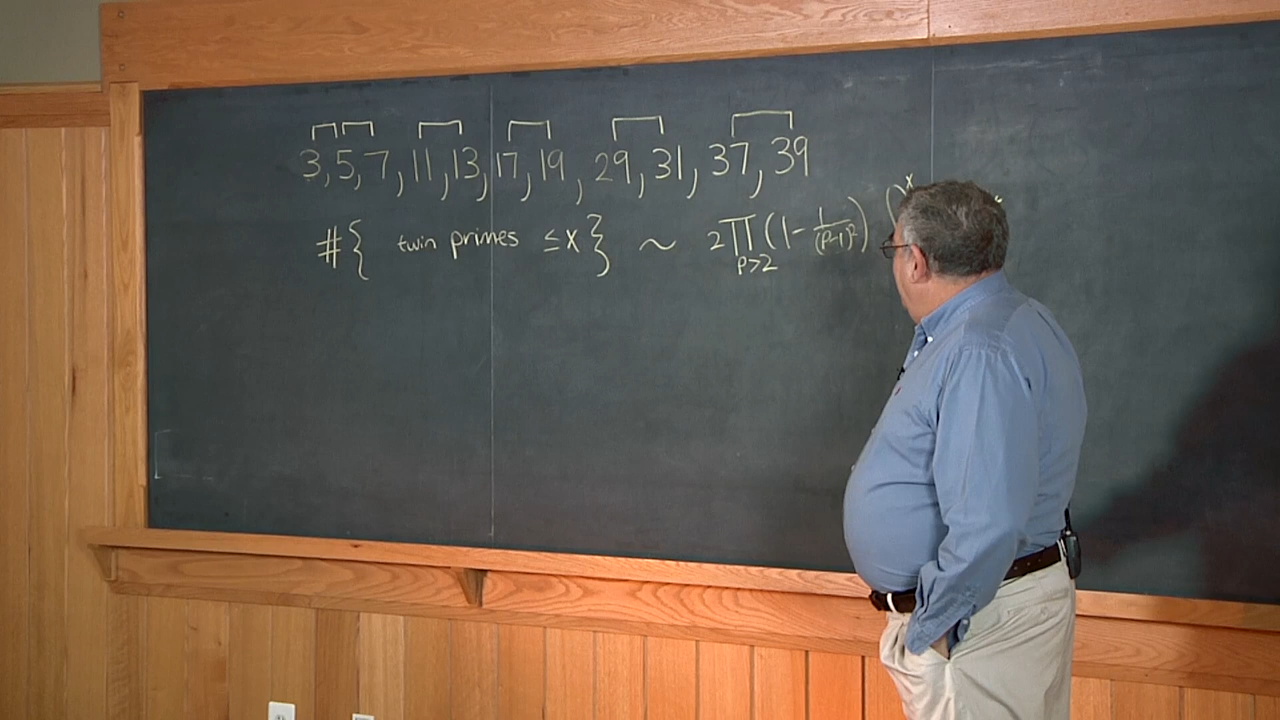 3, 5, 7, 11, 13, 17, 19, 29, 31, 37, 39
#{ twin primes ≤ x } ~ 2∏_{p>2} (1 - 1/(p-1)²) ∫^x